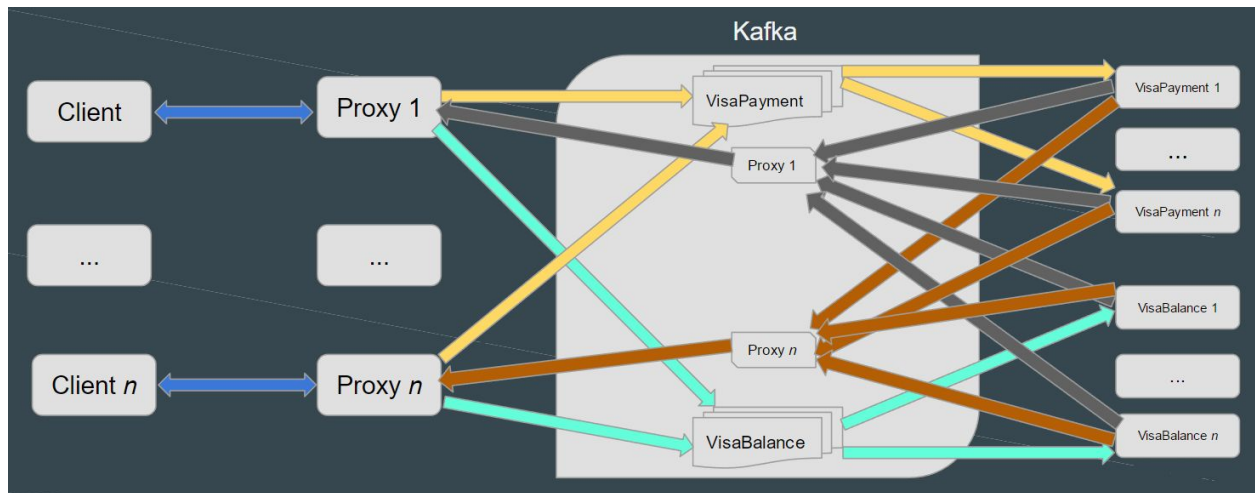 Kafka
Client
Proxy 1
VisaPayment
VisaPayment 1
Proxy 1
...
VisaPayment n
...
...
VisaBalance 1
Proxy n
Client n
Proxy n
...
VisaBalance
VisaBalance n